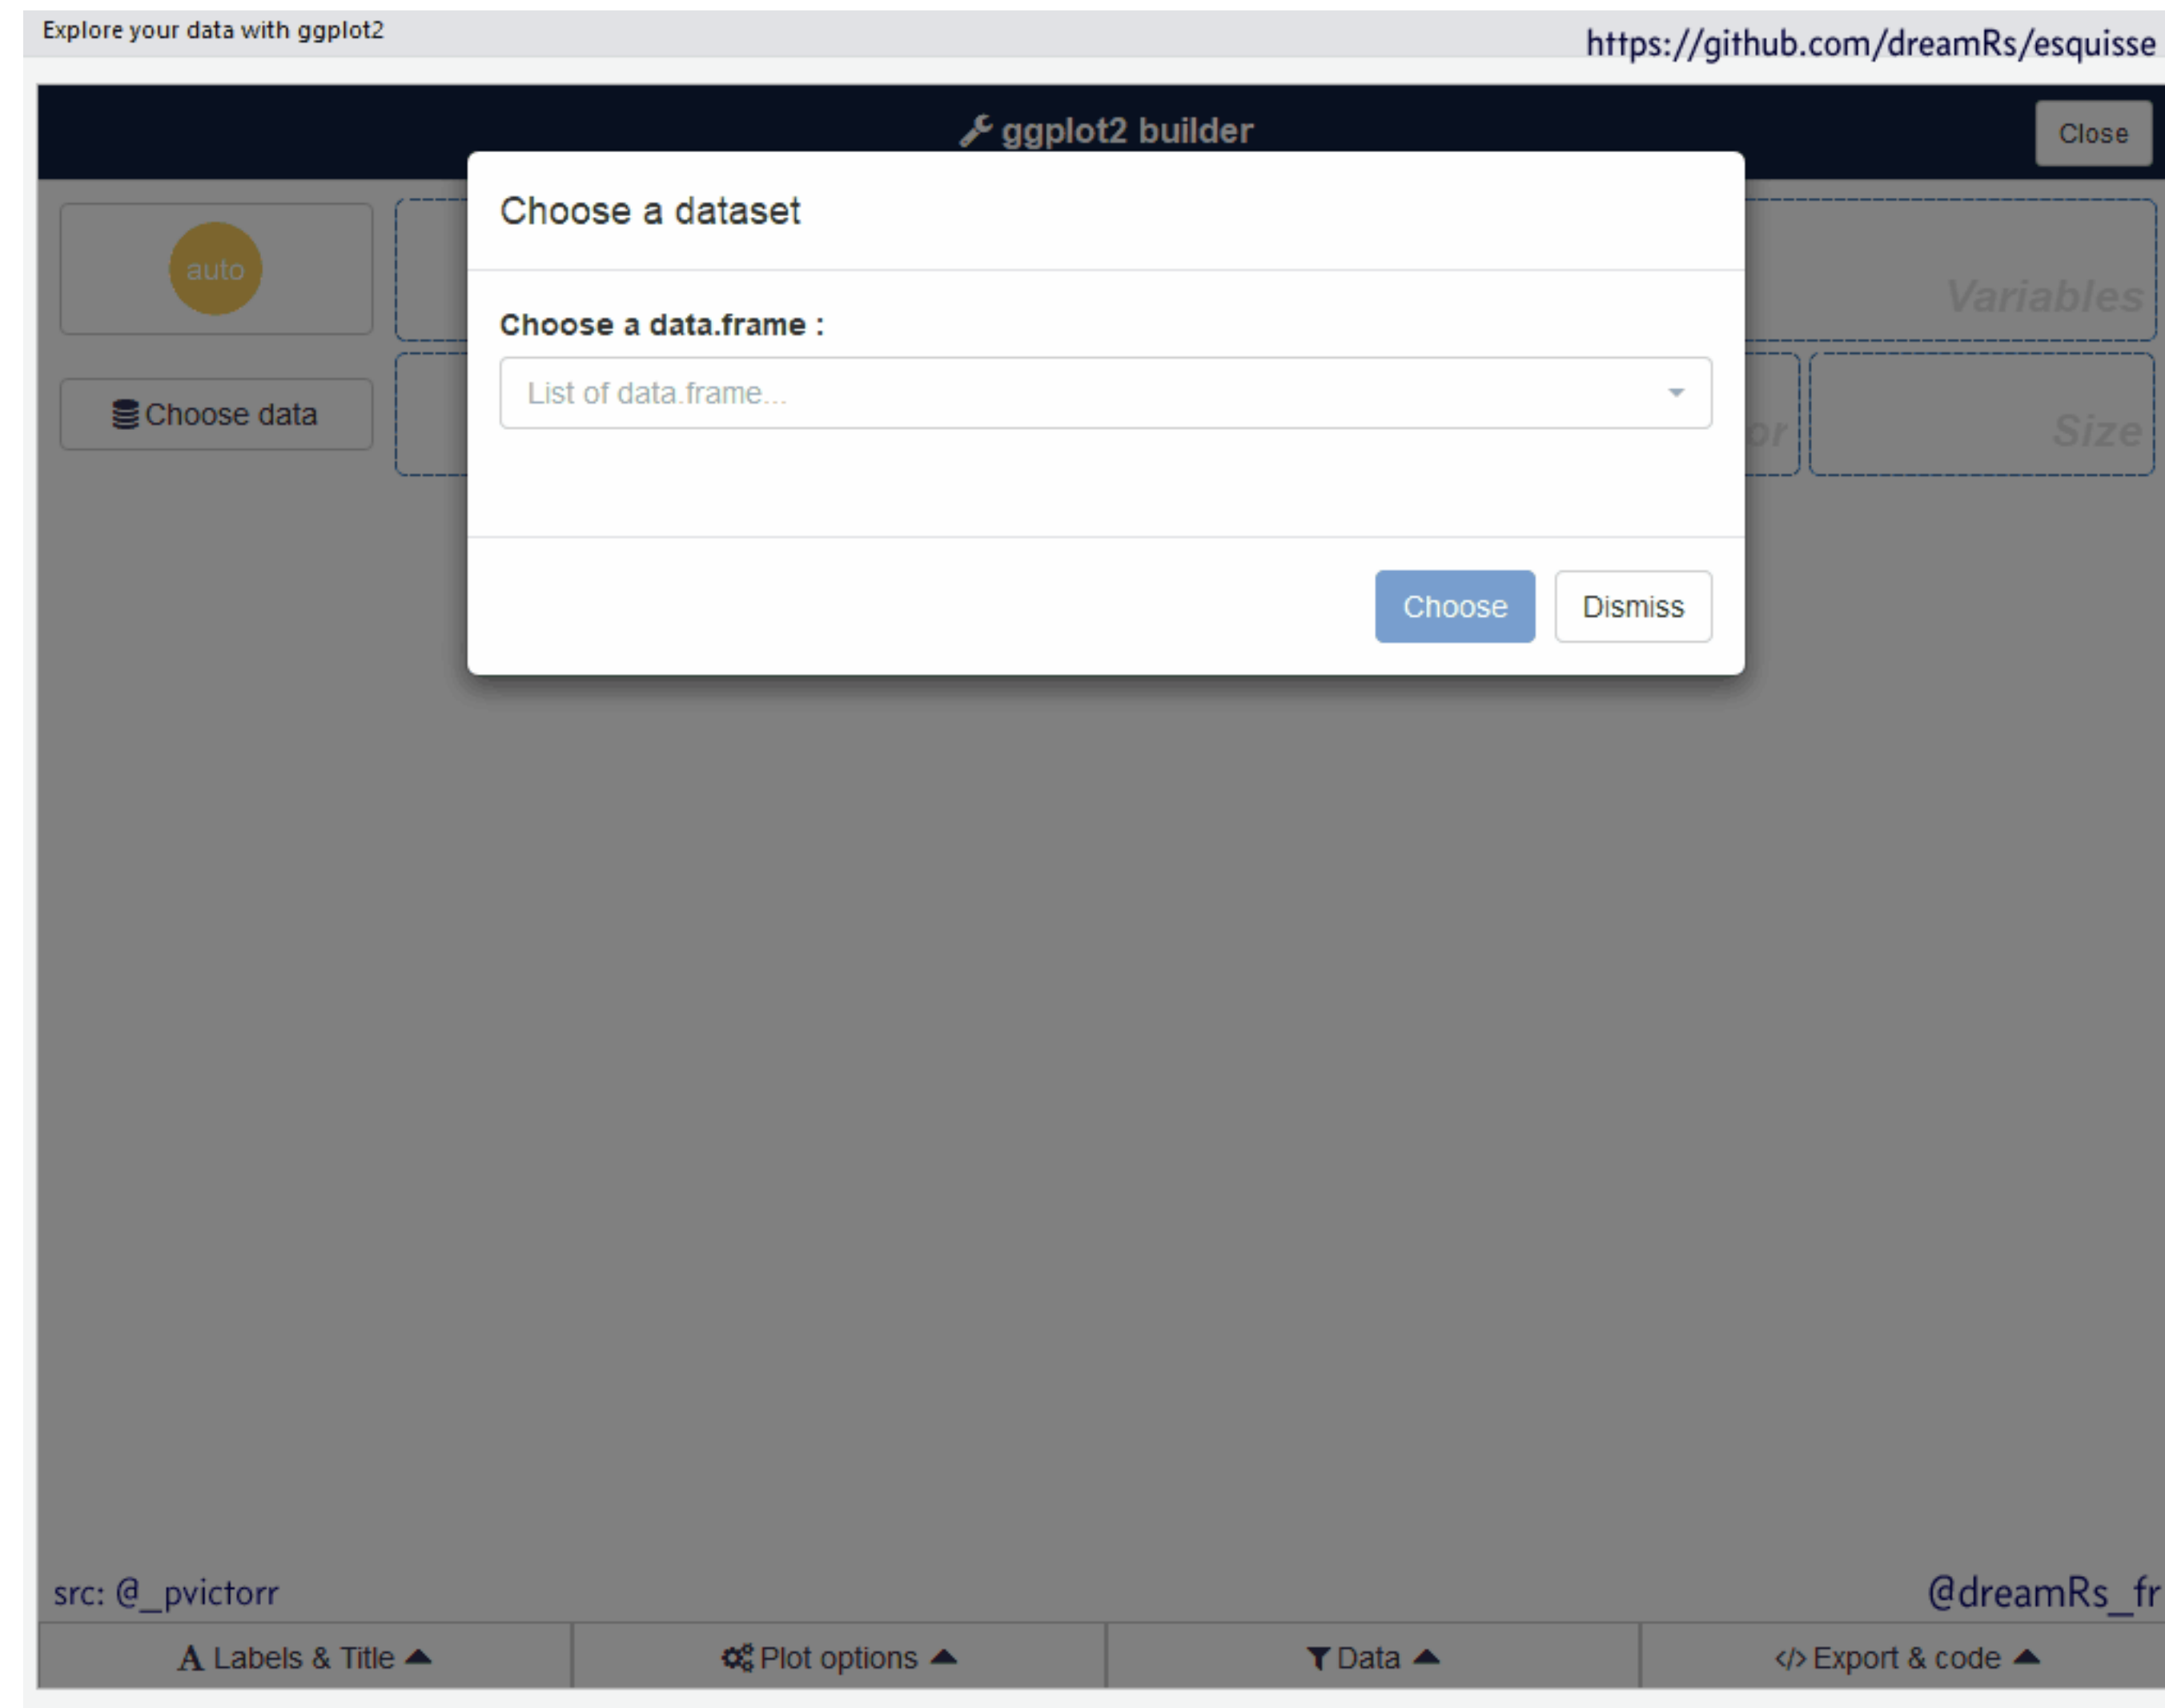 Explore your data with ggplot2
https://github.com/dreamRs/esquisse
ggplot2 builder
Close
Choose a dataset
auto
Variables
Choose a data.frame :
List of data.frame...
Choose data
or
Size
Choose
Dismiss
src: @_pvictorr
@dreamRs_fr
Labels & Title
Plot options
Data
</> Export & code